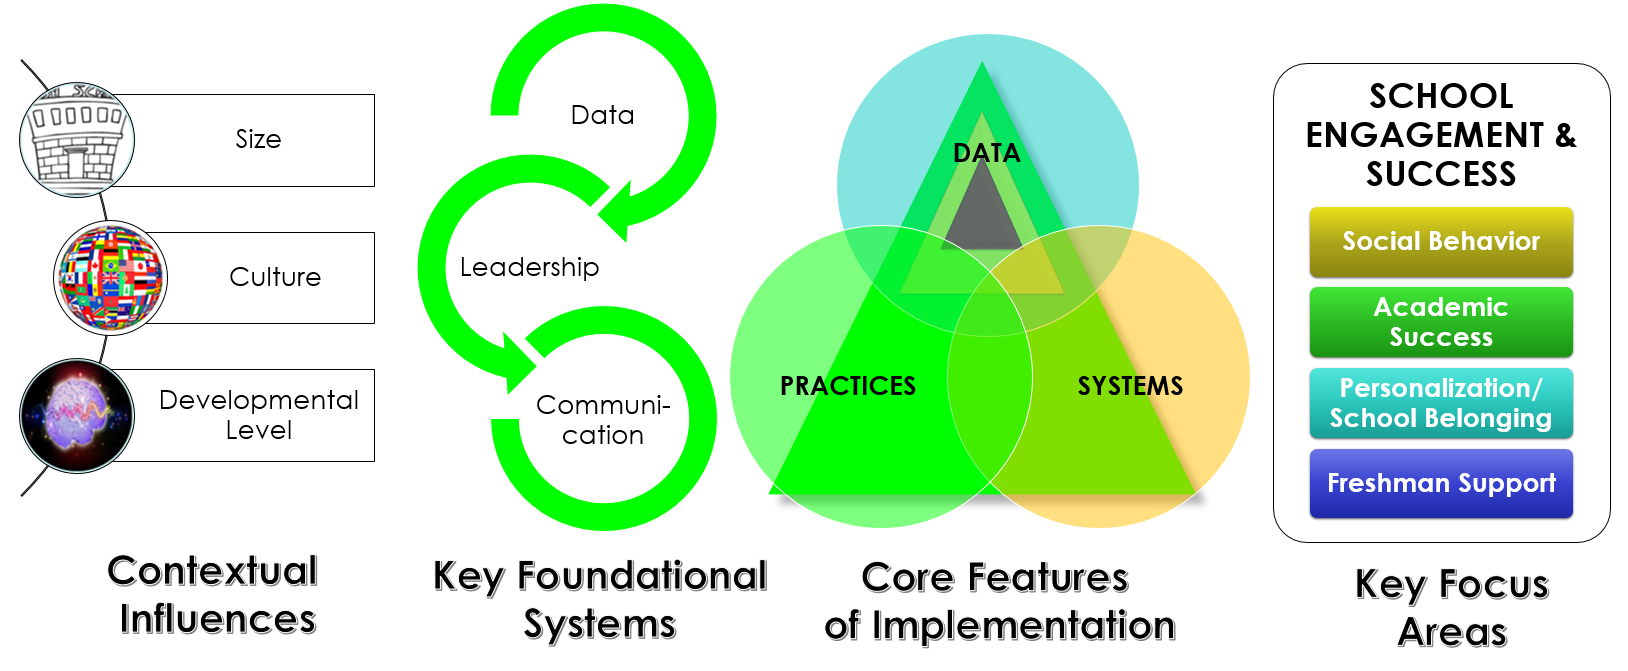 Size
Culture
Developmental
Level
Contextual
Influences
Data
Leadership
Communi-
cation
Key Foundational
Systems
DATA
PRACTICES
SYSTEMS
Core Features
of Implementation
SCHOOL
ENGAGEMENT &
SUCCESS
Social Behavior
Academic
Success
Personalization/
School Belonging
Freshman Support
Key Focus
Areas